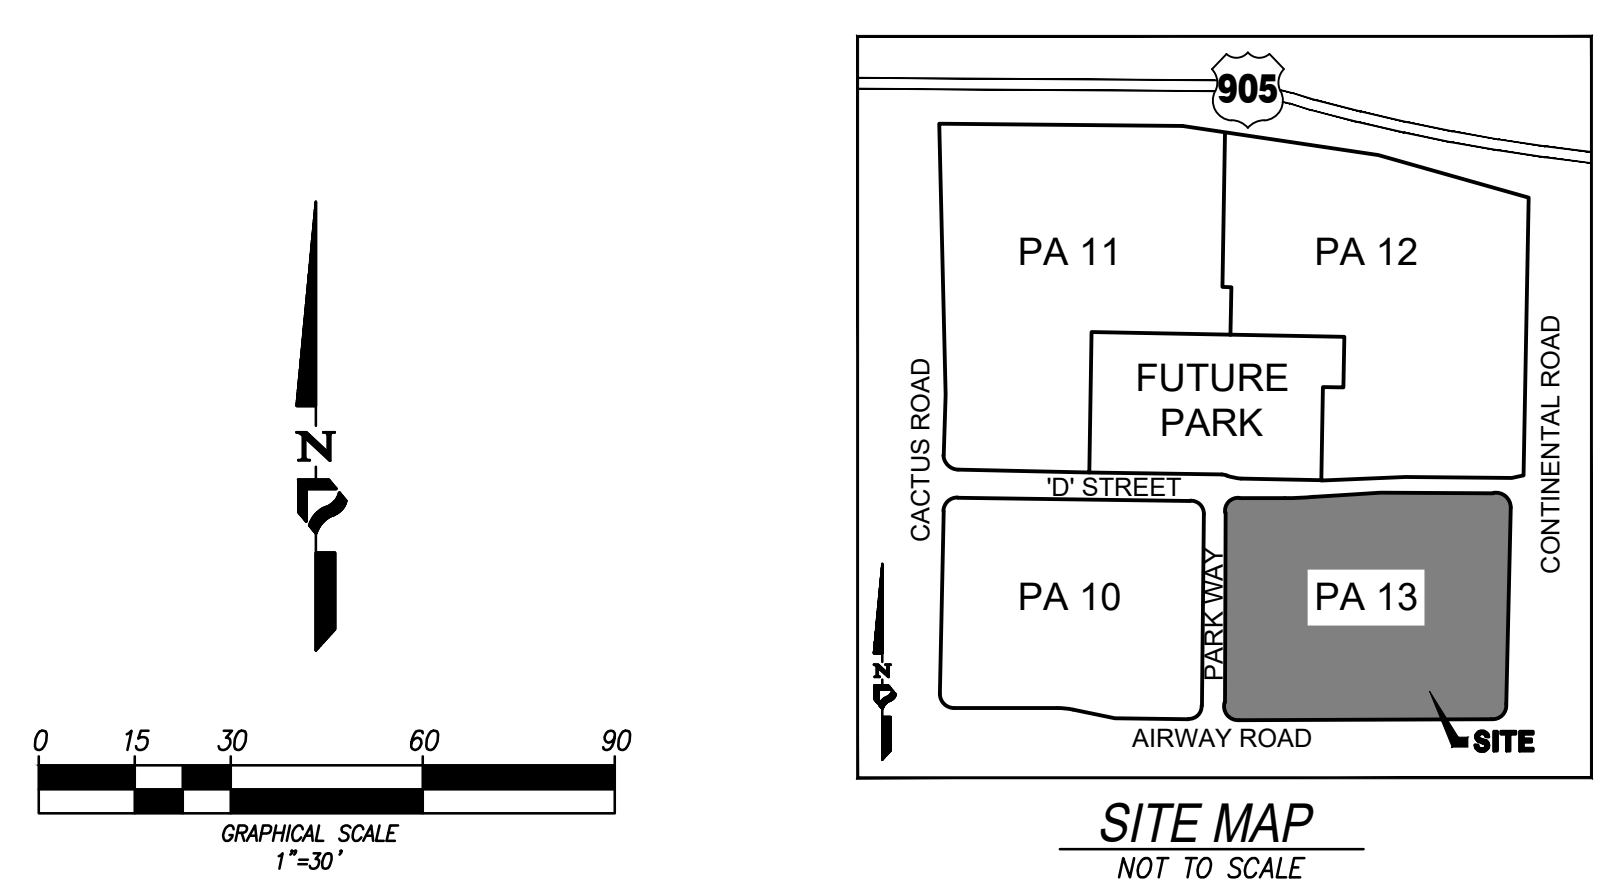 N
0 15 30 60 90
GRAPHICAL SCALE
1"=30'
905
PA 11
PA 12
FUTURE
PARK
CACTUS ROAD
CONTINENTAL ROAD
'D' STREET
PA 10
PARK WAY
PA 13
N
AIRWAY ROAD
SITE
SITE MAP
NOT TO SCALE